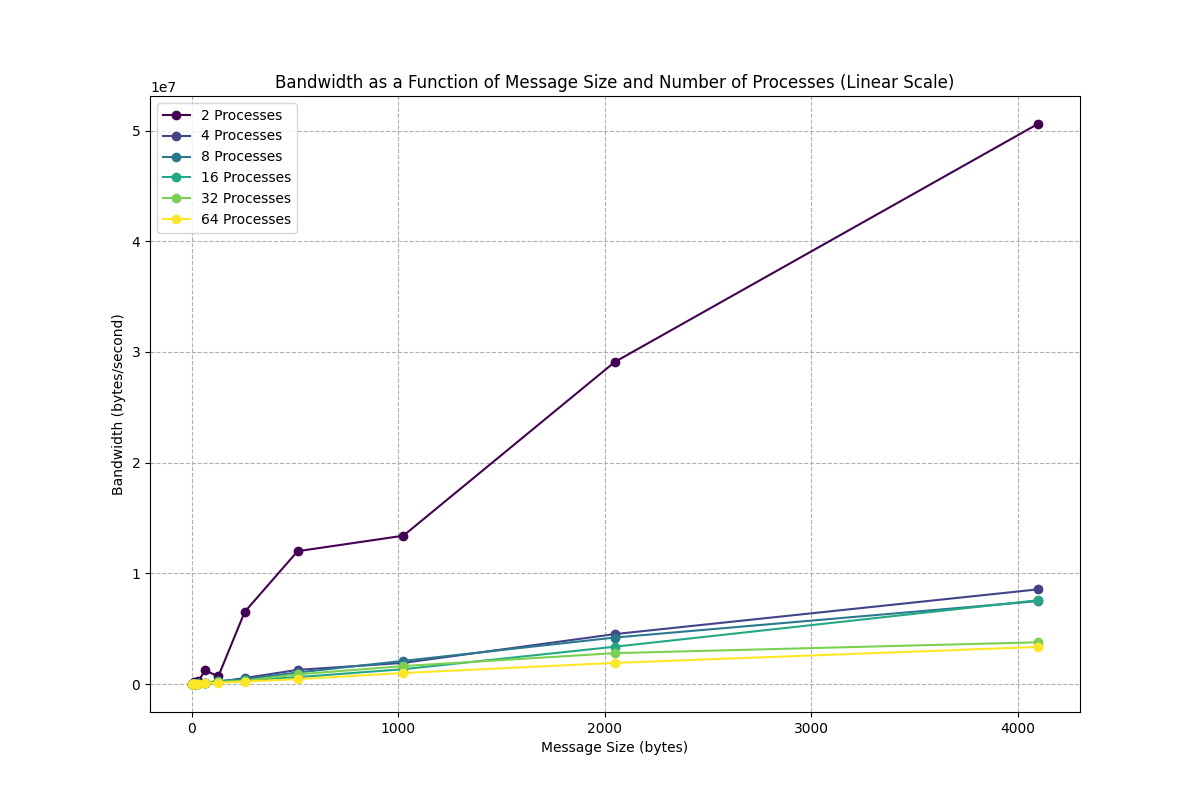 Bandwidth as a Function of Message Size and Number of Processes (Linear Scale)
1e7
2 Processes
4 Processes
8 Processes
16 Processes
32 Processes
64 Processes
5
4
3
2
1
0
Bandwidth (bytes/second)
0 1000 2000 3000 4000
Message Size (bytes)